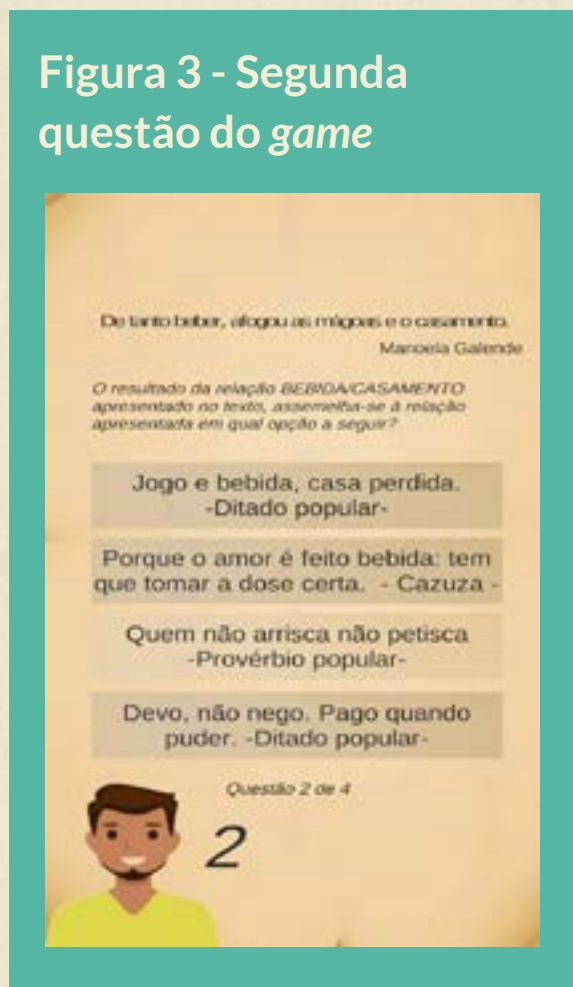 Figura 3 - Segunda
questão do game
De tanto beber, afogou as mágoas e o casamento.
Manoela Galende
O resultado da relação BEBIDA/CASAMENTO
apresentado no texto, assemelha-se à relação
apresentada em qual opção a seguir?
Jogo e bebida, casa perdida.
-Ditado popular-
Porque o amor é feito bebida: tem
que tomar a dose certa. - Cazuza -
Quem não arrisca não petisca
-Provérbio popular-
Devo, não nego. Pago quando
puder. -Ditado popular-
Questão 2 de 4
2